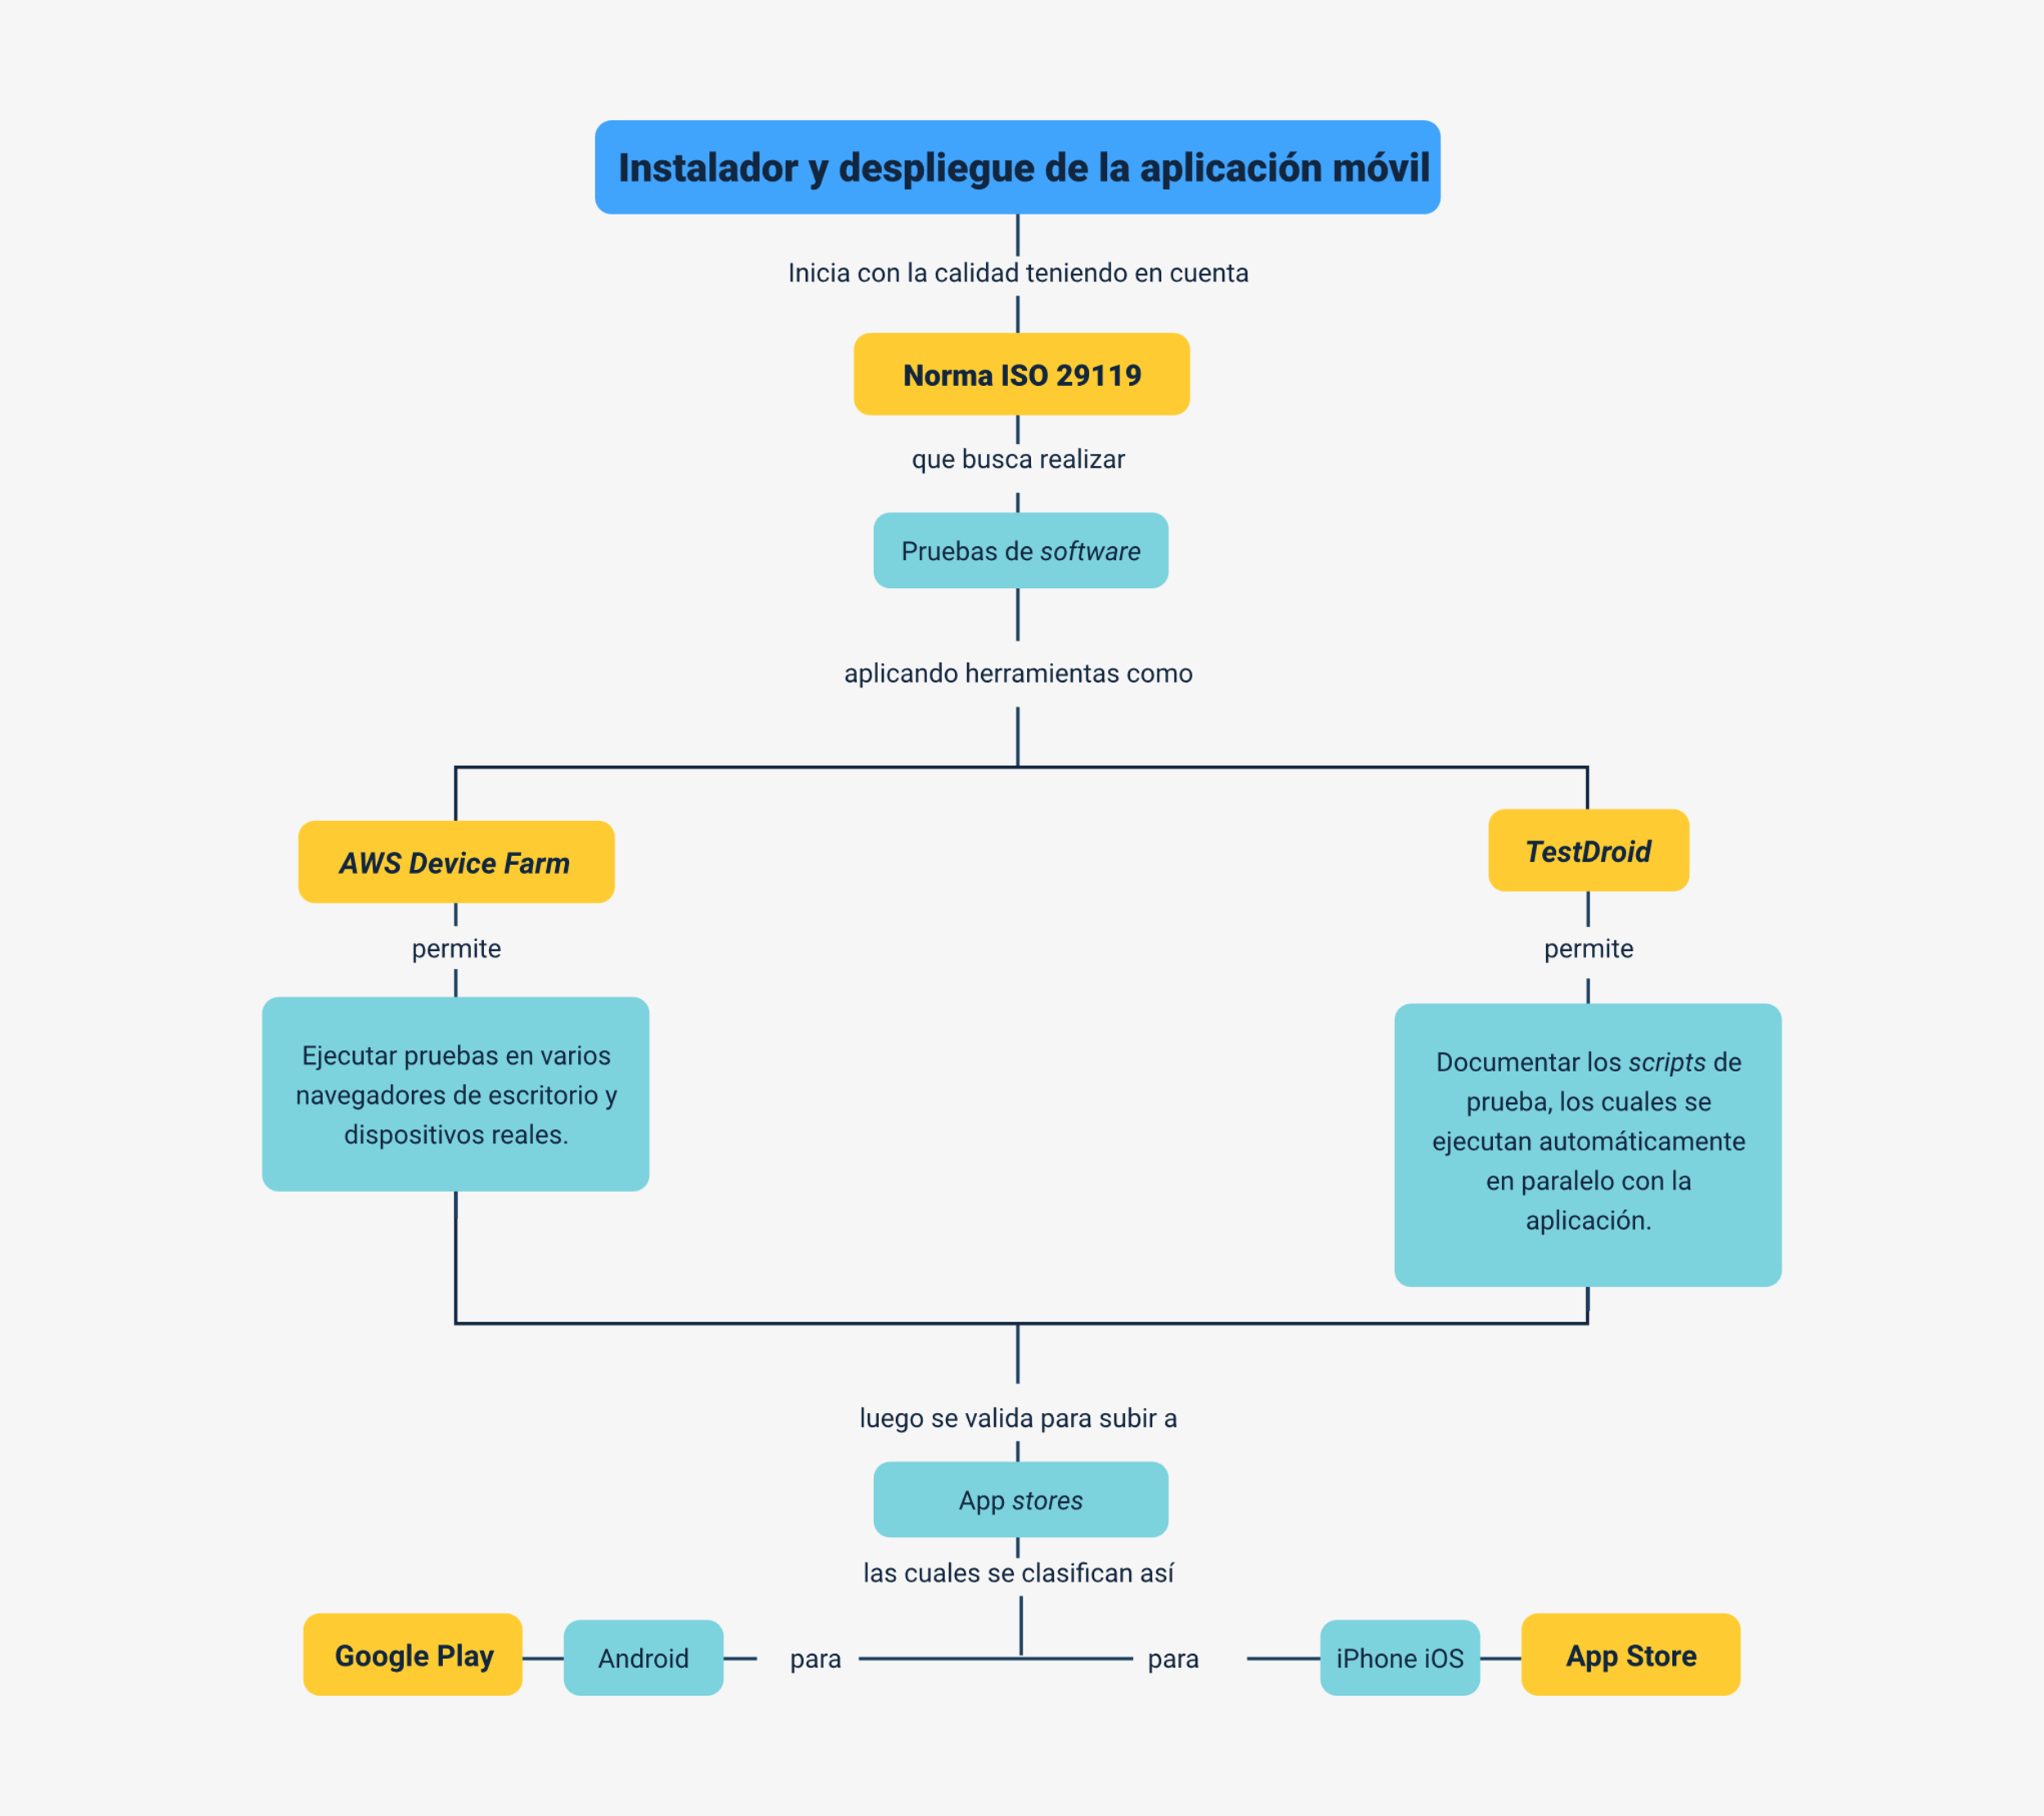 Instalador y despliegue de la aplicación móvil
Inicia con la calidad teniendo en cuenta
Norma ISO 29119
que busca realizar
Pruebas de software
aplicando herramientas como
AWS Device Farm
permite
Ejecutar pruebas en varios
navegadores de escritorio y
dispositivos reales.
TestDroid
permite
Documentar los scripts de
prueba, los cuales se
ejecutan automáticamente
en paralelo con la
aplicación.
luego se valida para subir a
App stores
las cuales se clasifican así
Google Play
Android
para
para
iPhone iOS
App Store